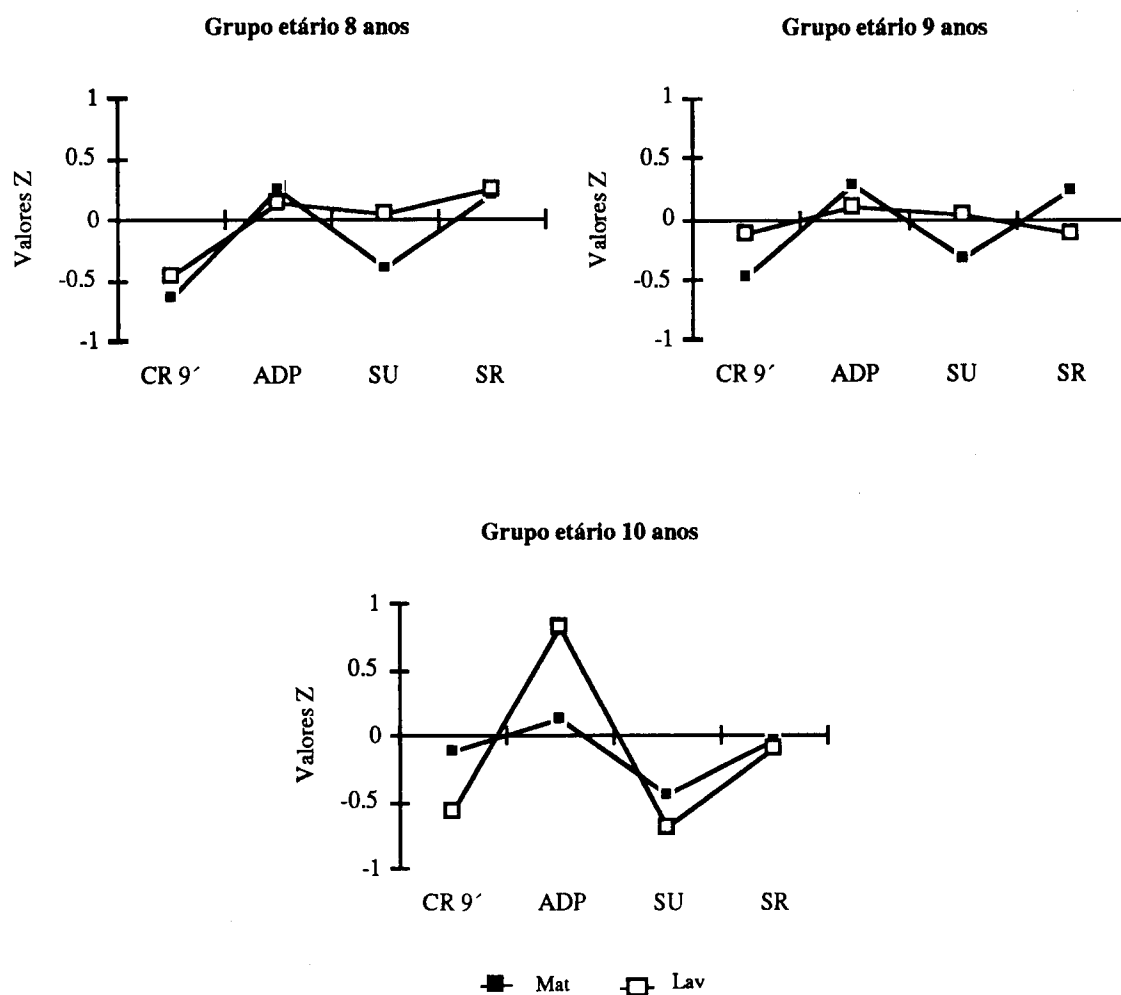 Grupo etário 8 anos
Valores Z
1
0.5
0
-0.5
-1
CR 9´ ADP SU SR
Grupo etário 9 anos
Valores Z
1
0.5
0
-0.5
-1
CR 9´ ADP SU SR
Grupo etário 10 anos
Valores Z
1
0.5
0
-0.5
-1
CR 9´ ADP SU SR
Mat Lav